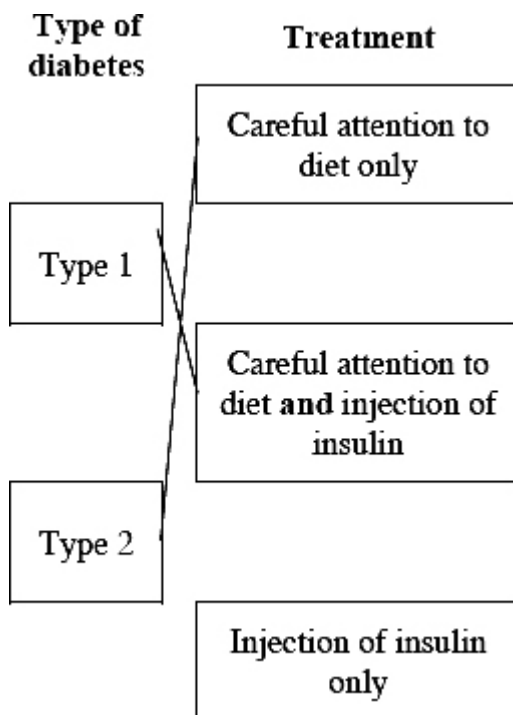 Type of
diabetes
Treatment
Careful attention to
diet only
Type 1
Careful attention to
diet and injection of
insulin
Type 2
Injection of insulin
only